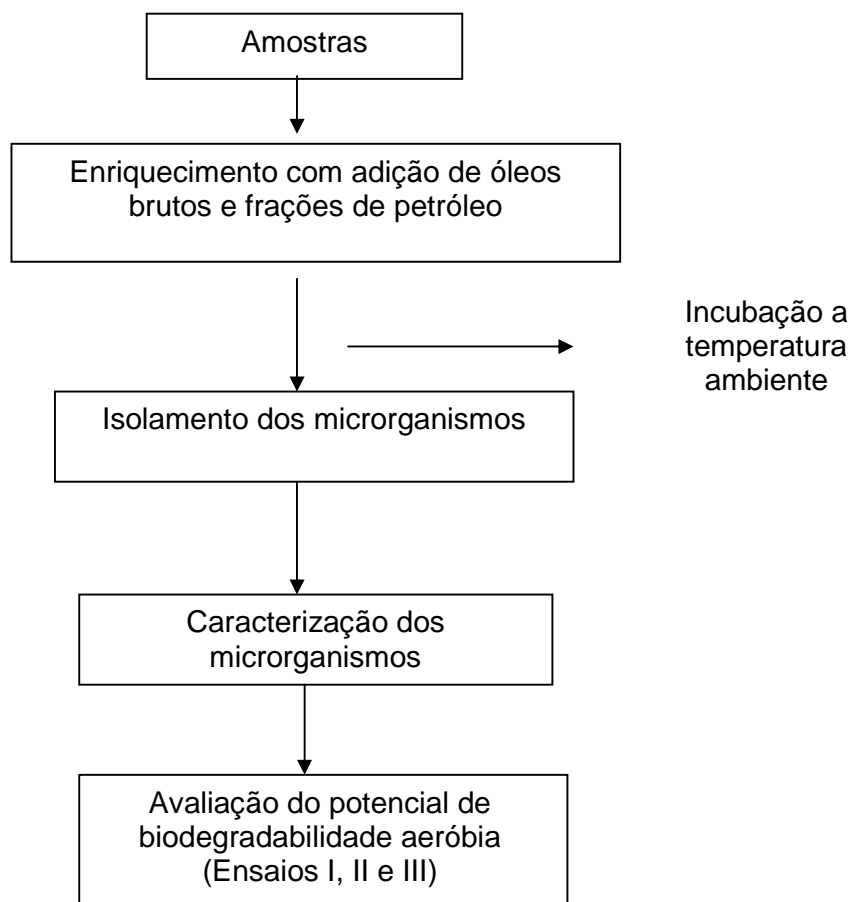 Amostras
Enriquecimento com adição de óleos
brutos e frações de petróleo
Incubação a
temperatura
ambiente
Isolamento dos microrganismos
Caracterização dos
microrganismos
Avaliação do potencial de
biodegradabilidade aeróbia
(Ensaios I, II e III)